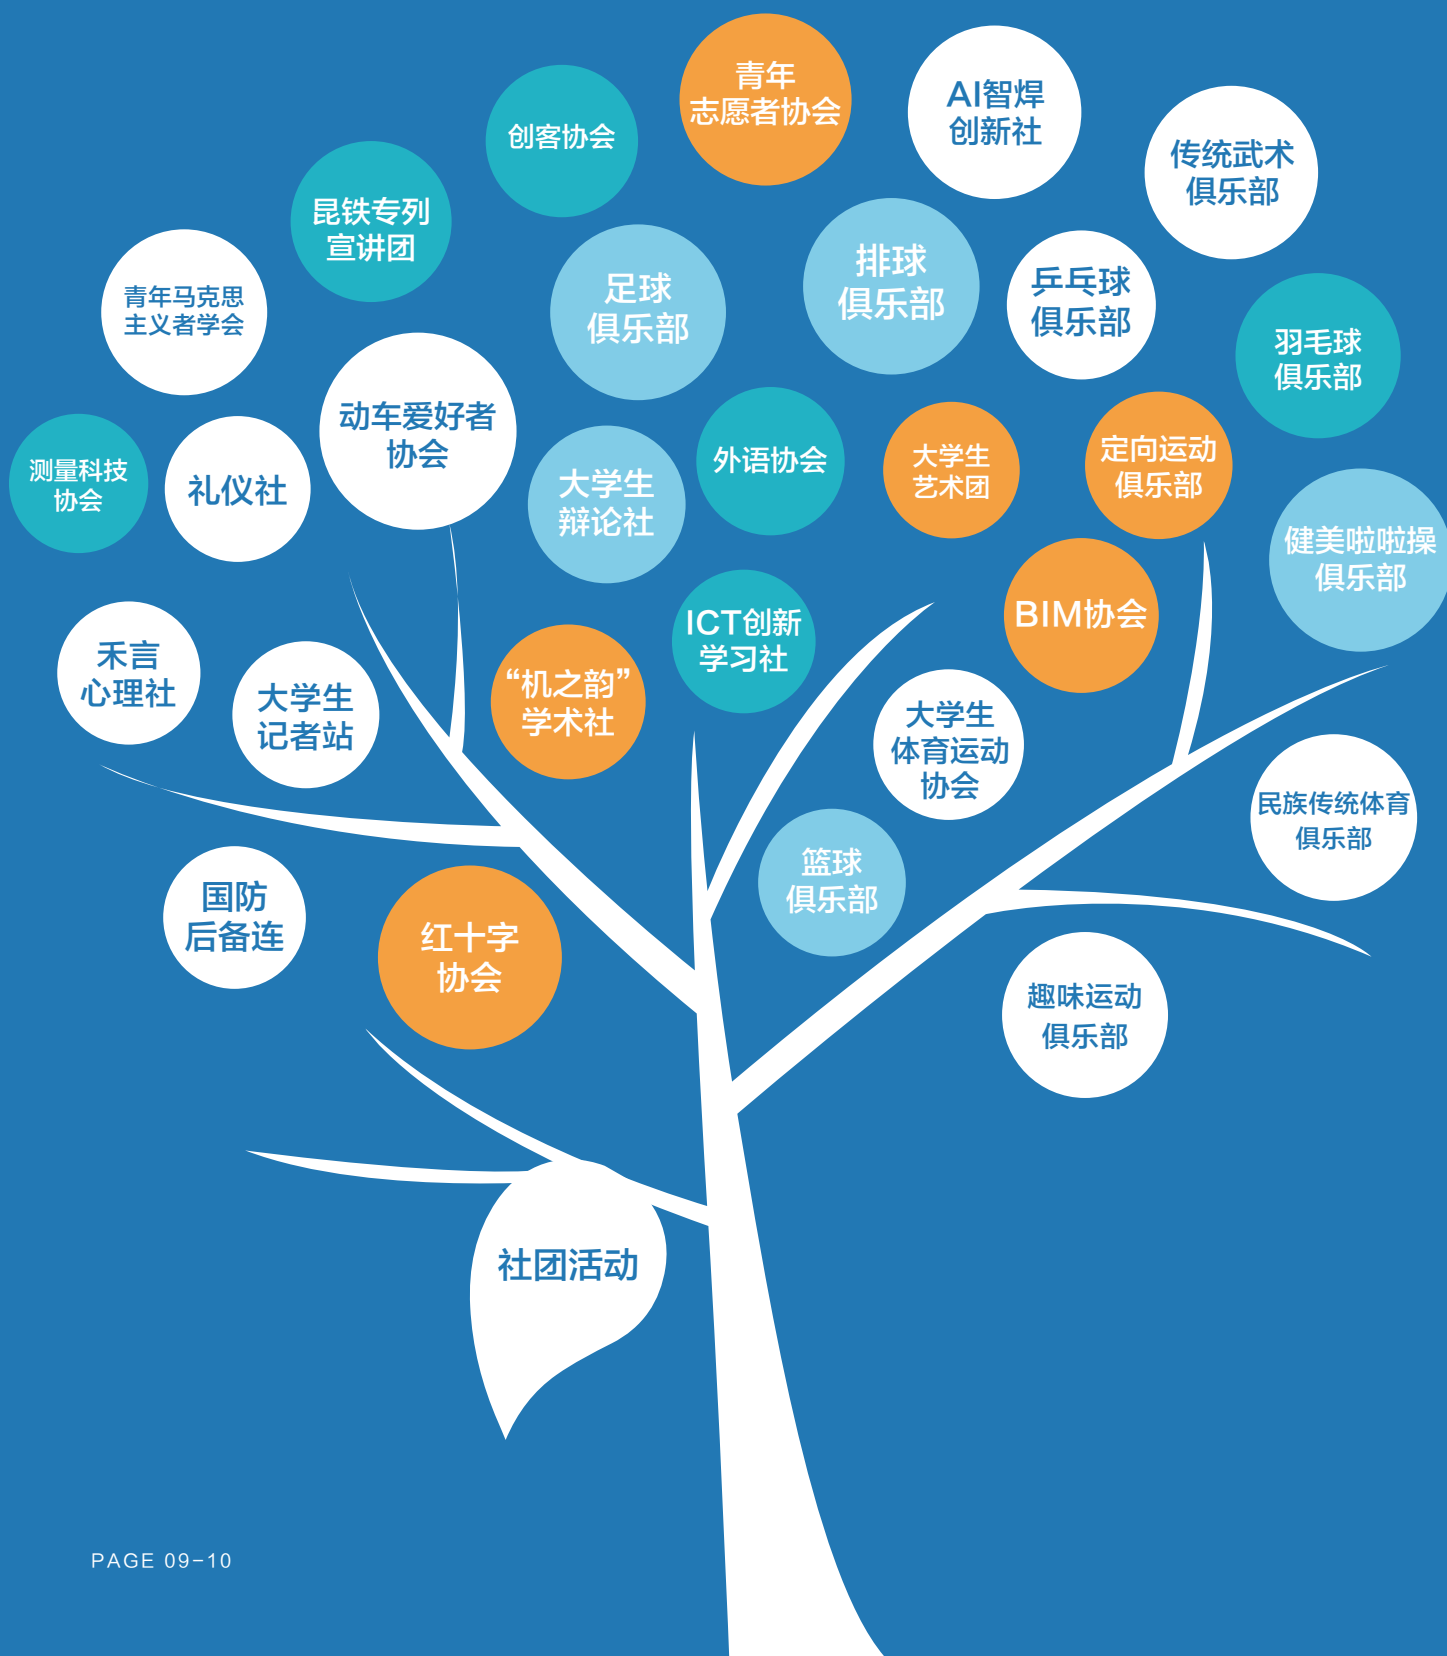 青年
志愿者协会
AI智焊
创新社
创客协会
传统武术
俱乐部
昆铁专列
宣讲团
排球
俱乐部
足球
俱乐部
乒乓球
俱乐部
青年马克思
主义者学会
羽毛球
俱乐部
动车爱好者
协会
外语协会
大学生
艺术团
定向运动
俱乐部
测量科技
协会
礼仪社
大学生
辩论社
健美啦啦操
俱乐部
ICT创新
学习社
BIM协会
禾言
心理社
大学生
记者站
“机之韵”
学术社
大学生
体育运动
协会
民族传统体育
俱乐部
篮球
俱乐部
国防
后备连
红十字
协会
趣味运动
俱乐部
社团活动
PAGE 09-10